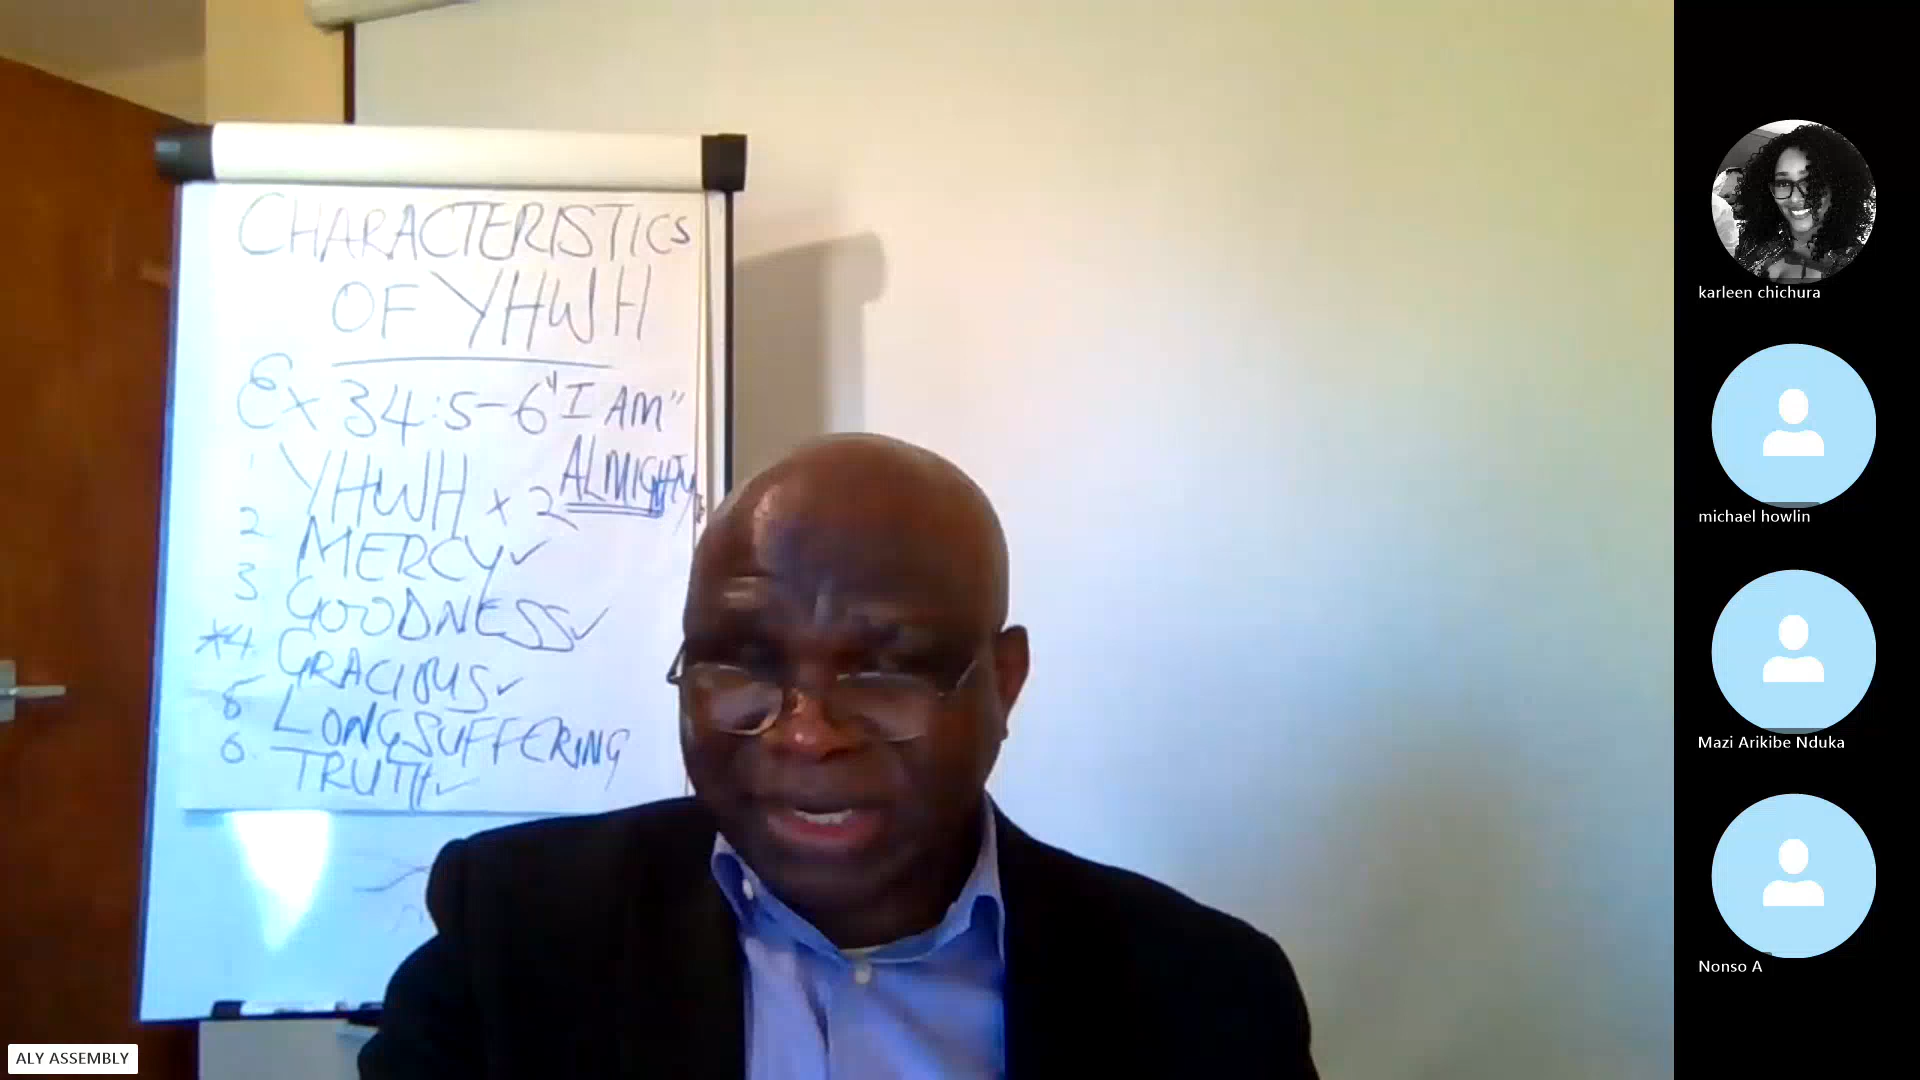 CHARACTERISTICS
OF YHWH
Ex 34:5-6 "I AM"
1 YHWH x 2 ALMIGHTY
2 MERCY ✓
3 GOODNESS ✓
*4. GRACIOUS ✓
5 LONGSUFFERING
6. TRUTH ✓
ALY ASSEMBLY
karleen chichura
michael howlin
Mazi Arikibe Nduka
Nonso A